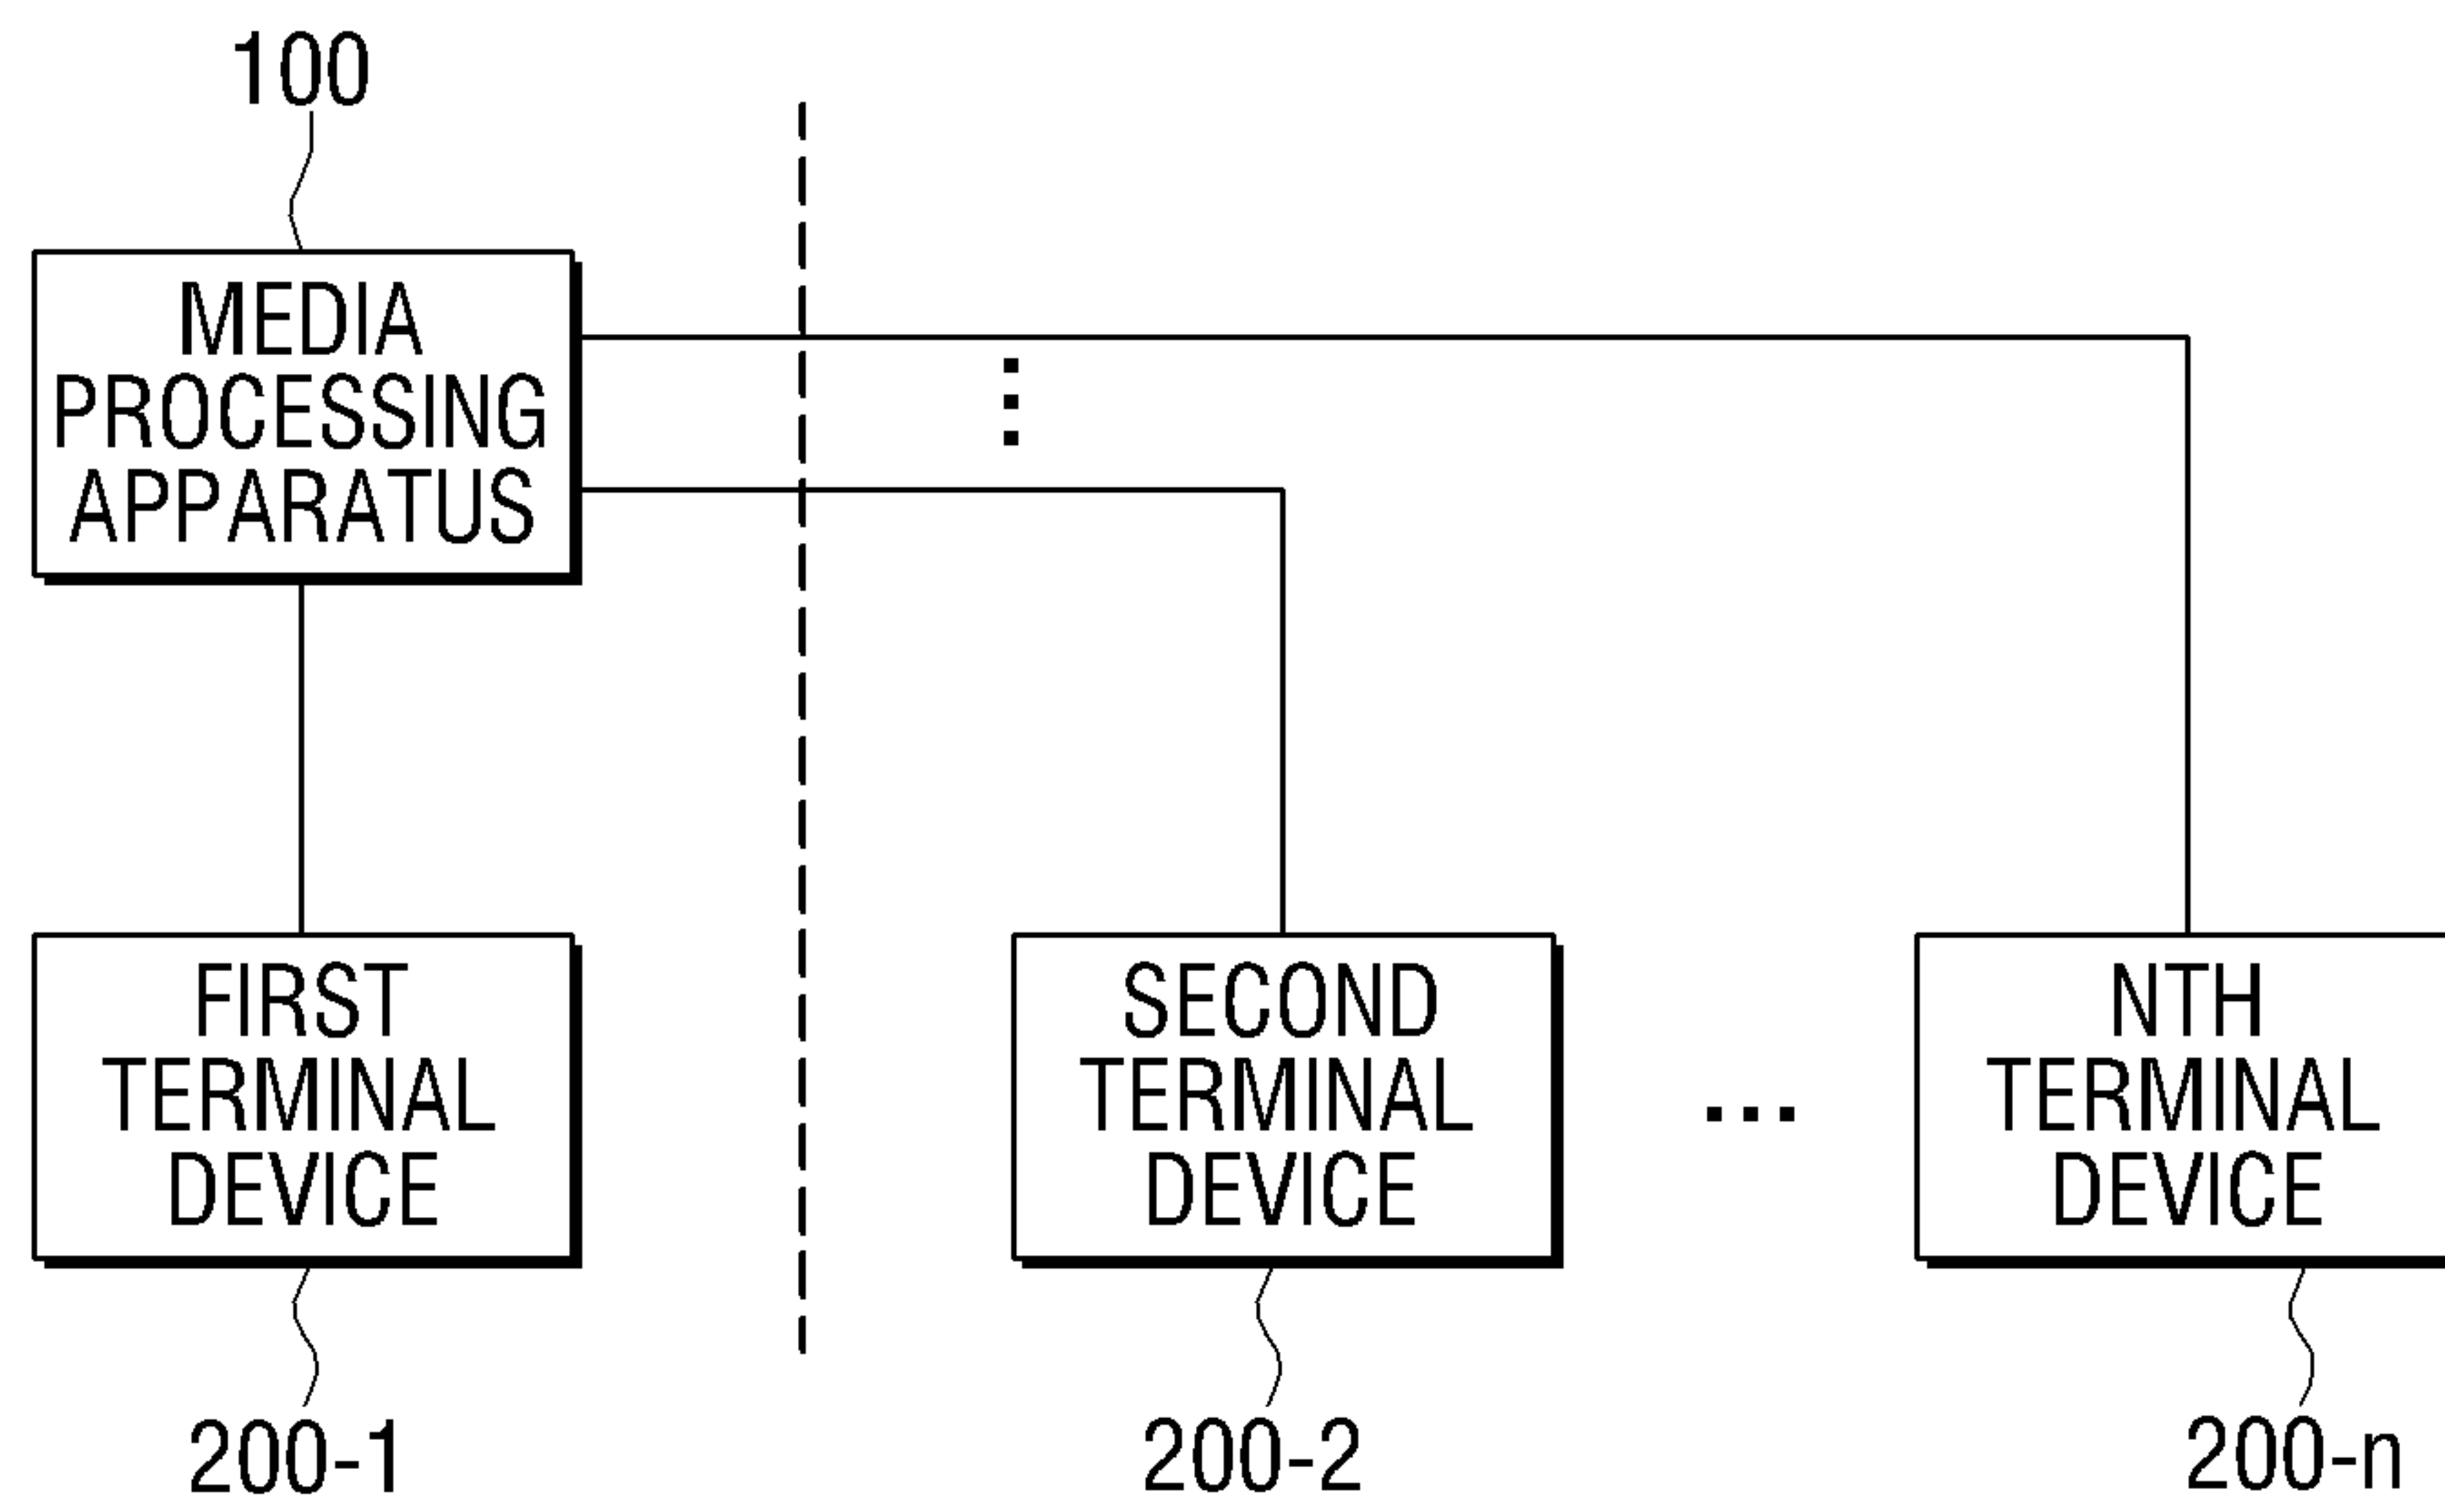 100
MEDIA
PROCESSING
APPARATUS
FIRST
TERMINAL
DEVICE
200-1
SECOND
TERMINAL
DEVICE
200-2
...
NTH
TERMINAL
DEVICE
200-n